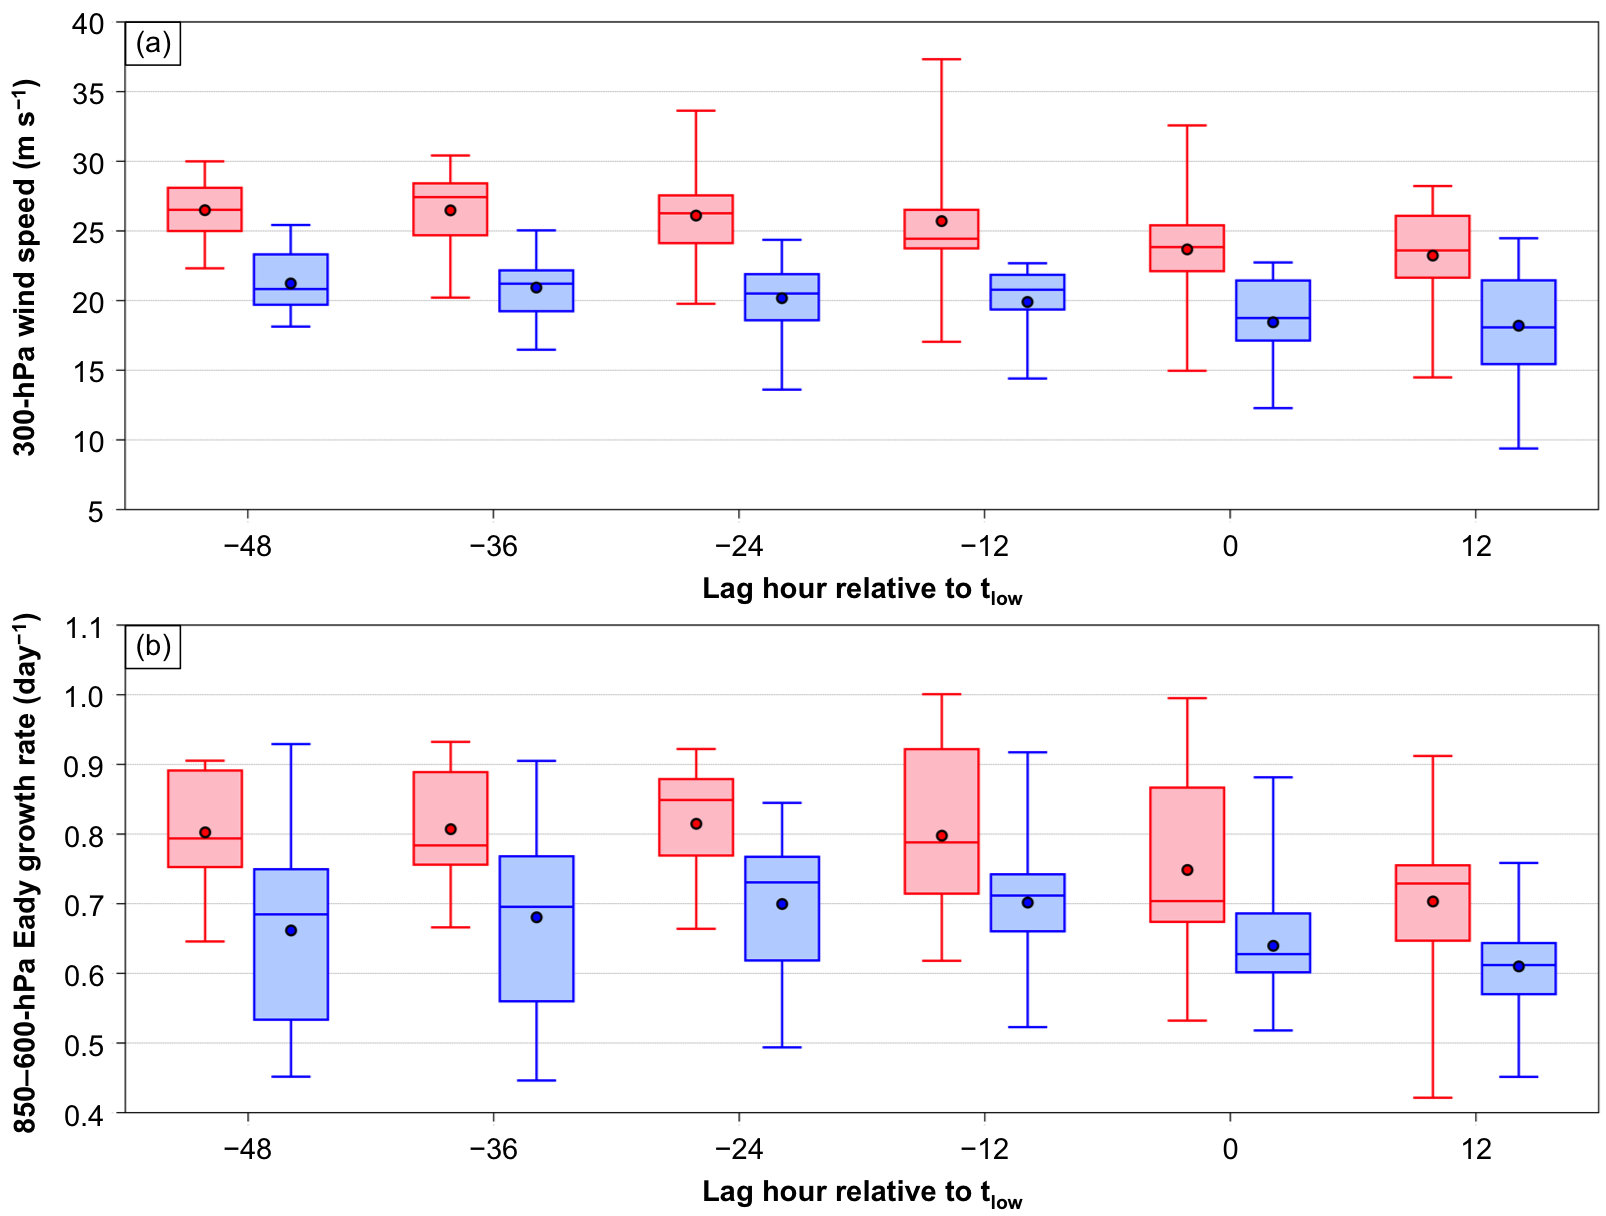 (a)
300-hPa wind speed (m s⁻¹)
40
35
30
25
20
15
10
5
−48 −36 −24 −12 0 12
Lag hour relative to tlow
(b)
850–600-hPa Eady growth rate (day⁻¹)
1.1
1.0
0.9
0.8
0.7
0.6
0.5
0.4
−48 −36 −24 −12 0 12
Lag hour relative to tlow